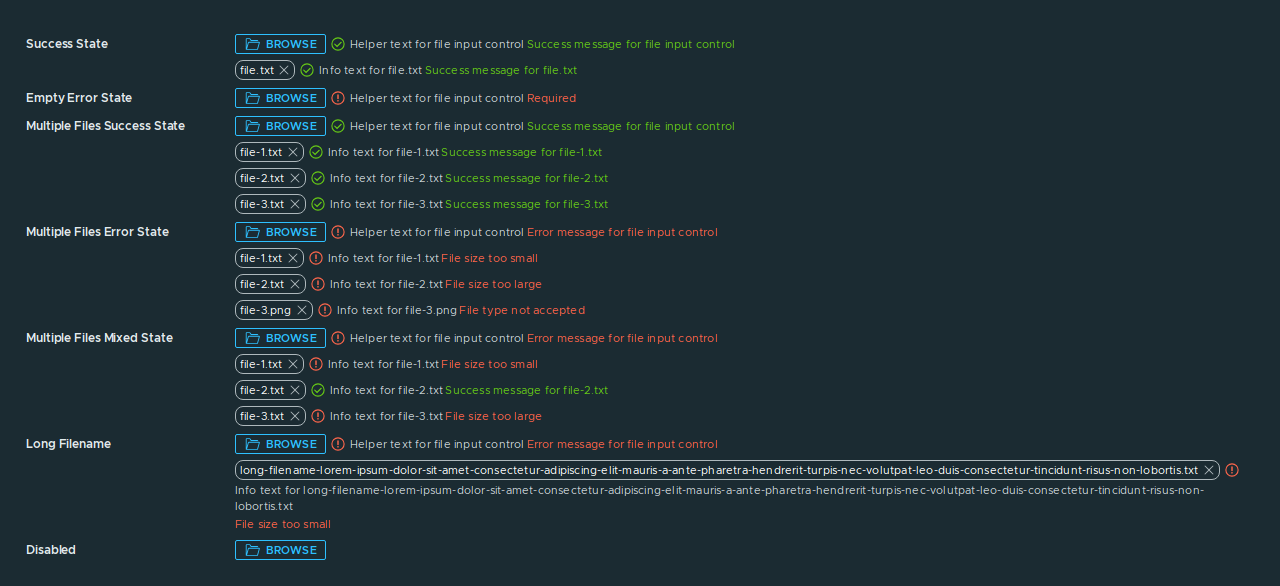 Success State BROWSE Helper text for file input control Success message for file input control
file.txt Info text for file.txt Success message for file.txt
Empty Error State BROWSE Helper text for file input control Required
Multiple Files Success State BROWSE Helper text for file input control Success message for file input control
file-1.txt Info text for file-1.txt Success message for file-1.txt
file-2.txt Info text for file-2.txt Success message for file-2.txt
file-3.txt Info text for file-3.txt Success message for file-3.txt
Multiple Files Error State BROWSE Helper text for file input control Error message for file input control
file-1.txt Info text for file-1.txt File size too small
file-2.txt Info text for file-2.txt File size too large
file-3.png Info text for file-3.png File type not accepted
Multiple Files Mixed State BROWSE Helper text for file input control Error message for file input control
file-1.txt Info text for file-1.txt File size too small
file-2.txt Info text for file-2.txt Success message for file-2.txt
file-3.txt Info text for file-3.txt File size too large
Long Filename BROWSE Helper text for file input control Error message for file input control
long-filename-lorem-ipsum-dolor-sit-amet-consectetur-adipiscing-elit-mauris-a-ante-pharetra-hendrerit-turpis-nec-volutpat-leo-duis-consectetur-tincidunt-risus-non-lobortis.txt
Info text for long-filename-lorem-ipsum-dolor-sit-amet-consectetur-adipiscing-elit-mauris-a-ante-pharetra-hendrerit-turpis-nec-volutpat-leo-duis-consectetur-tincidunt-risus-non-
lobortis.txt
File size too small
Disabled BROWSE